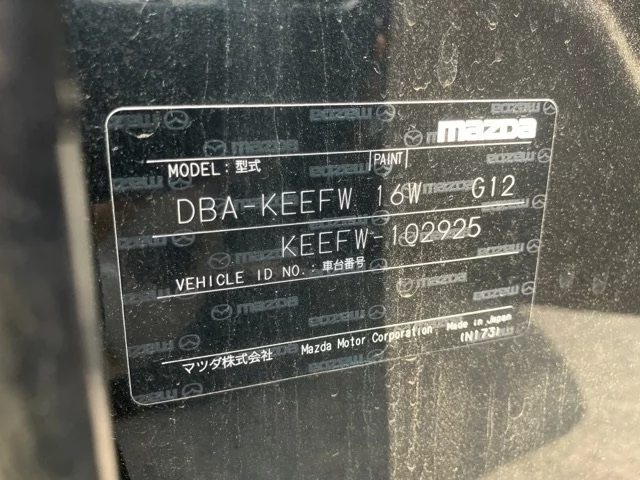 mazda
MODEL:型式 PAINT
DBA-KEEFW 16W G12
KEEFW-102925
VEHICLE ID NO.:車台番号
マツダ株式会社 Mazda Motor Corporation Made in Japan
(N173)